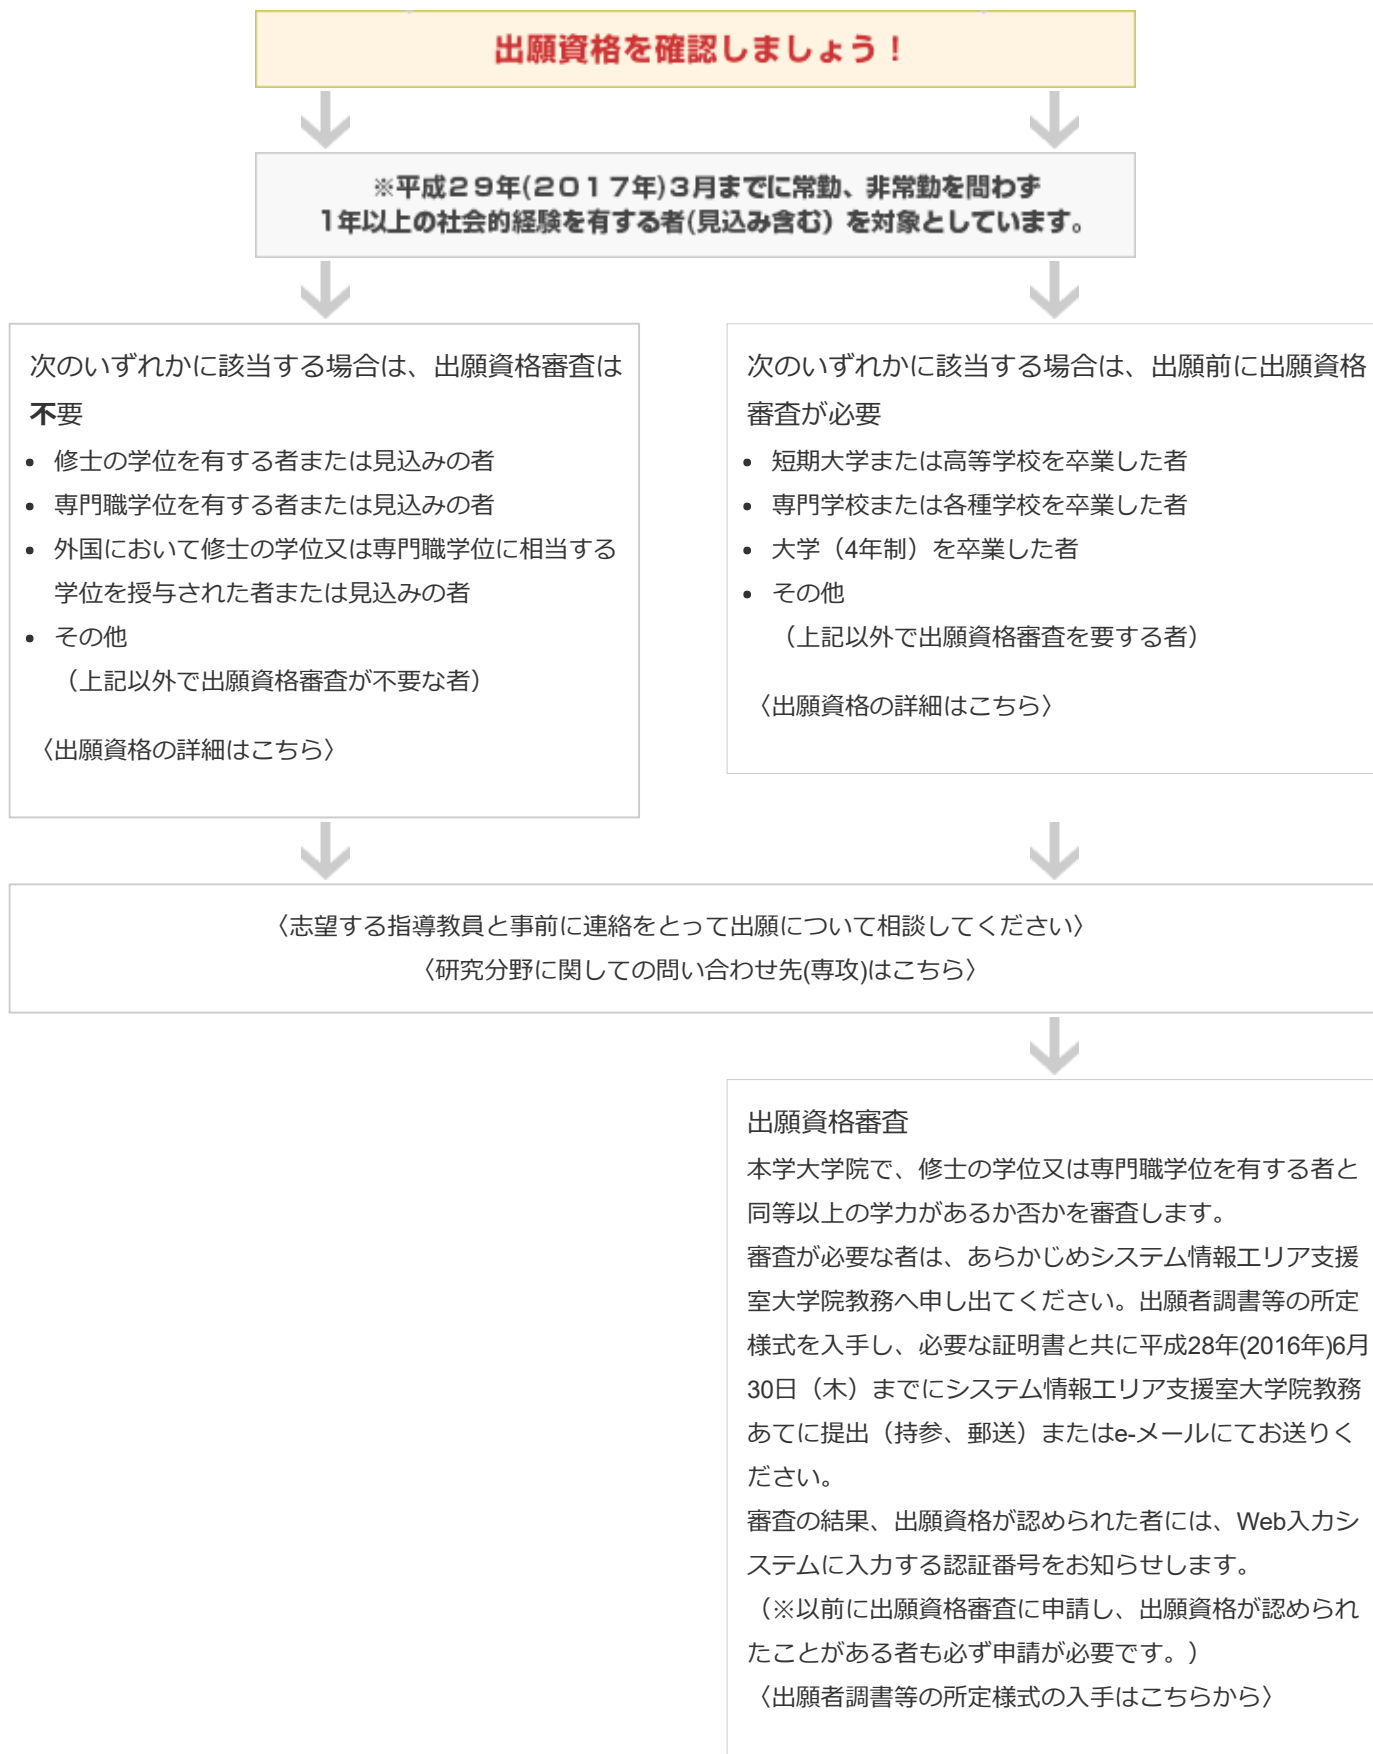 出願資格を確認しましょう！
※平成２９年(２０１７年)３月までに常勤、非常勤を問わず
１年以上の社会的経験を有する者(見込み含む）を対象としています。
次のいずれかに該当する場合は、出願資格審査は
不要
• 修士の学位を有する者または見込みの者
• 専門職学位を有する者または見込みの者
• 外国において修士の学位又は専門職学位に相当する
学位を授与された者または見込みの者
• その他
（上記以外で出願資格審査が不要な者）
〈出願資格の詳細はこちら〉
次のいずれかに該当する場合は、出願前に出願資格
審査が必要
• 短期大学または高等学校を卒業した者
• 専門学校または各種学校を卒業した者
• 大学（4年制）を卒業した者
• その他
（上記以外で出願資格審査を要する者）
〈出願資格の詳細はこちら〉
〈志望する指導教員と事前に連絡をとって出願について相談してください〉
〈研究分野に関しての問い合わせ先(専攻)はこちら〉
出願資格審査
本学大学院で、修士の学位又は専門職学位を有する者と
同等以上の学力があるか否かを審査します。
審査が必要な者は、あらかじめシステム情報エリア支援
室大学院教務へ申し出てください。出願者調書等の所定
様式を入手し、必要な証明書と共に平成28年(2016年)6月
30日（木）までにシステム情報エリア支援室大学院教務
あてに提出（持参、郵送）またはe-メールにてお送りく
ださい。
審査の結果、出願資格が認められた者には、Web入力シ
ステムに入力する認証番号をお知らせします。
（※以前に出願資格審査に申請し、出願資格が認められ
たことがある者も必ず申請が必要です。）
〈出願者調書等の所定様式の入手はこちらから〉